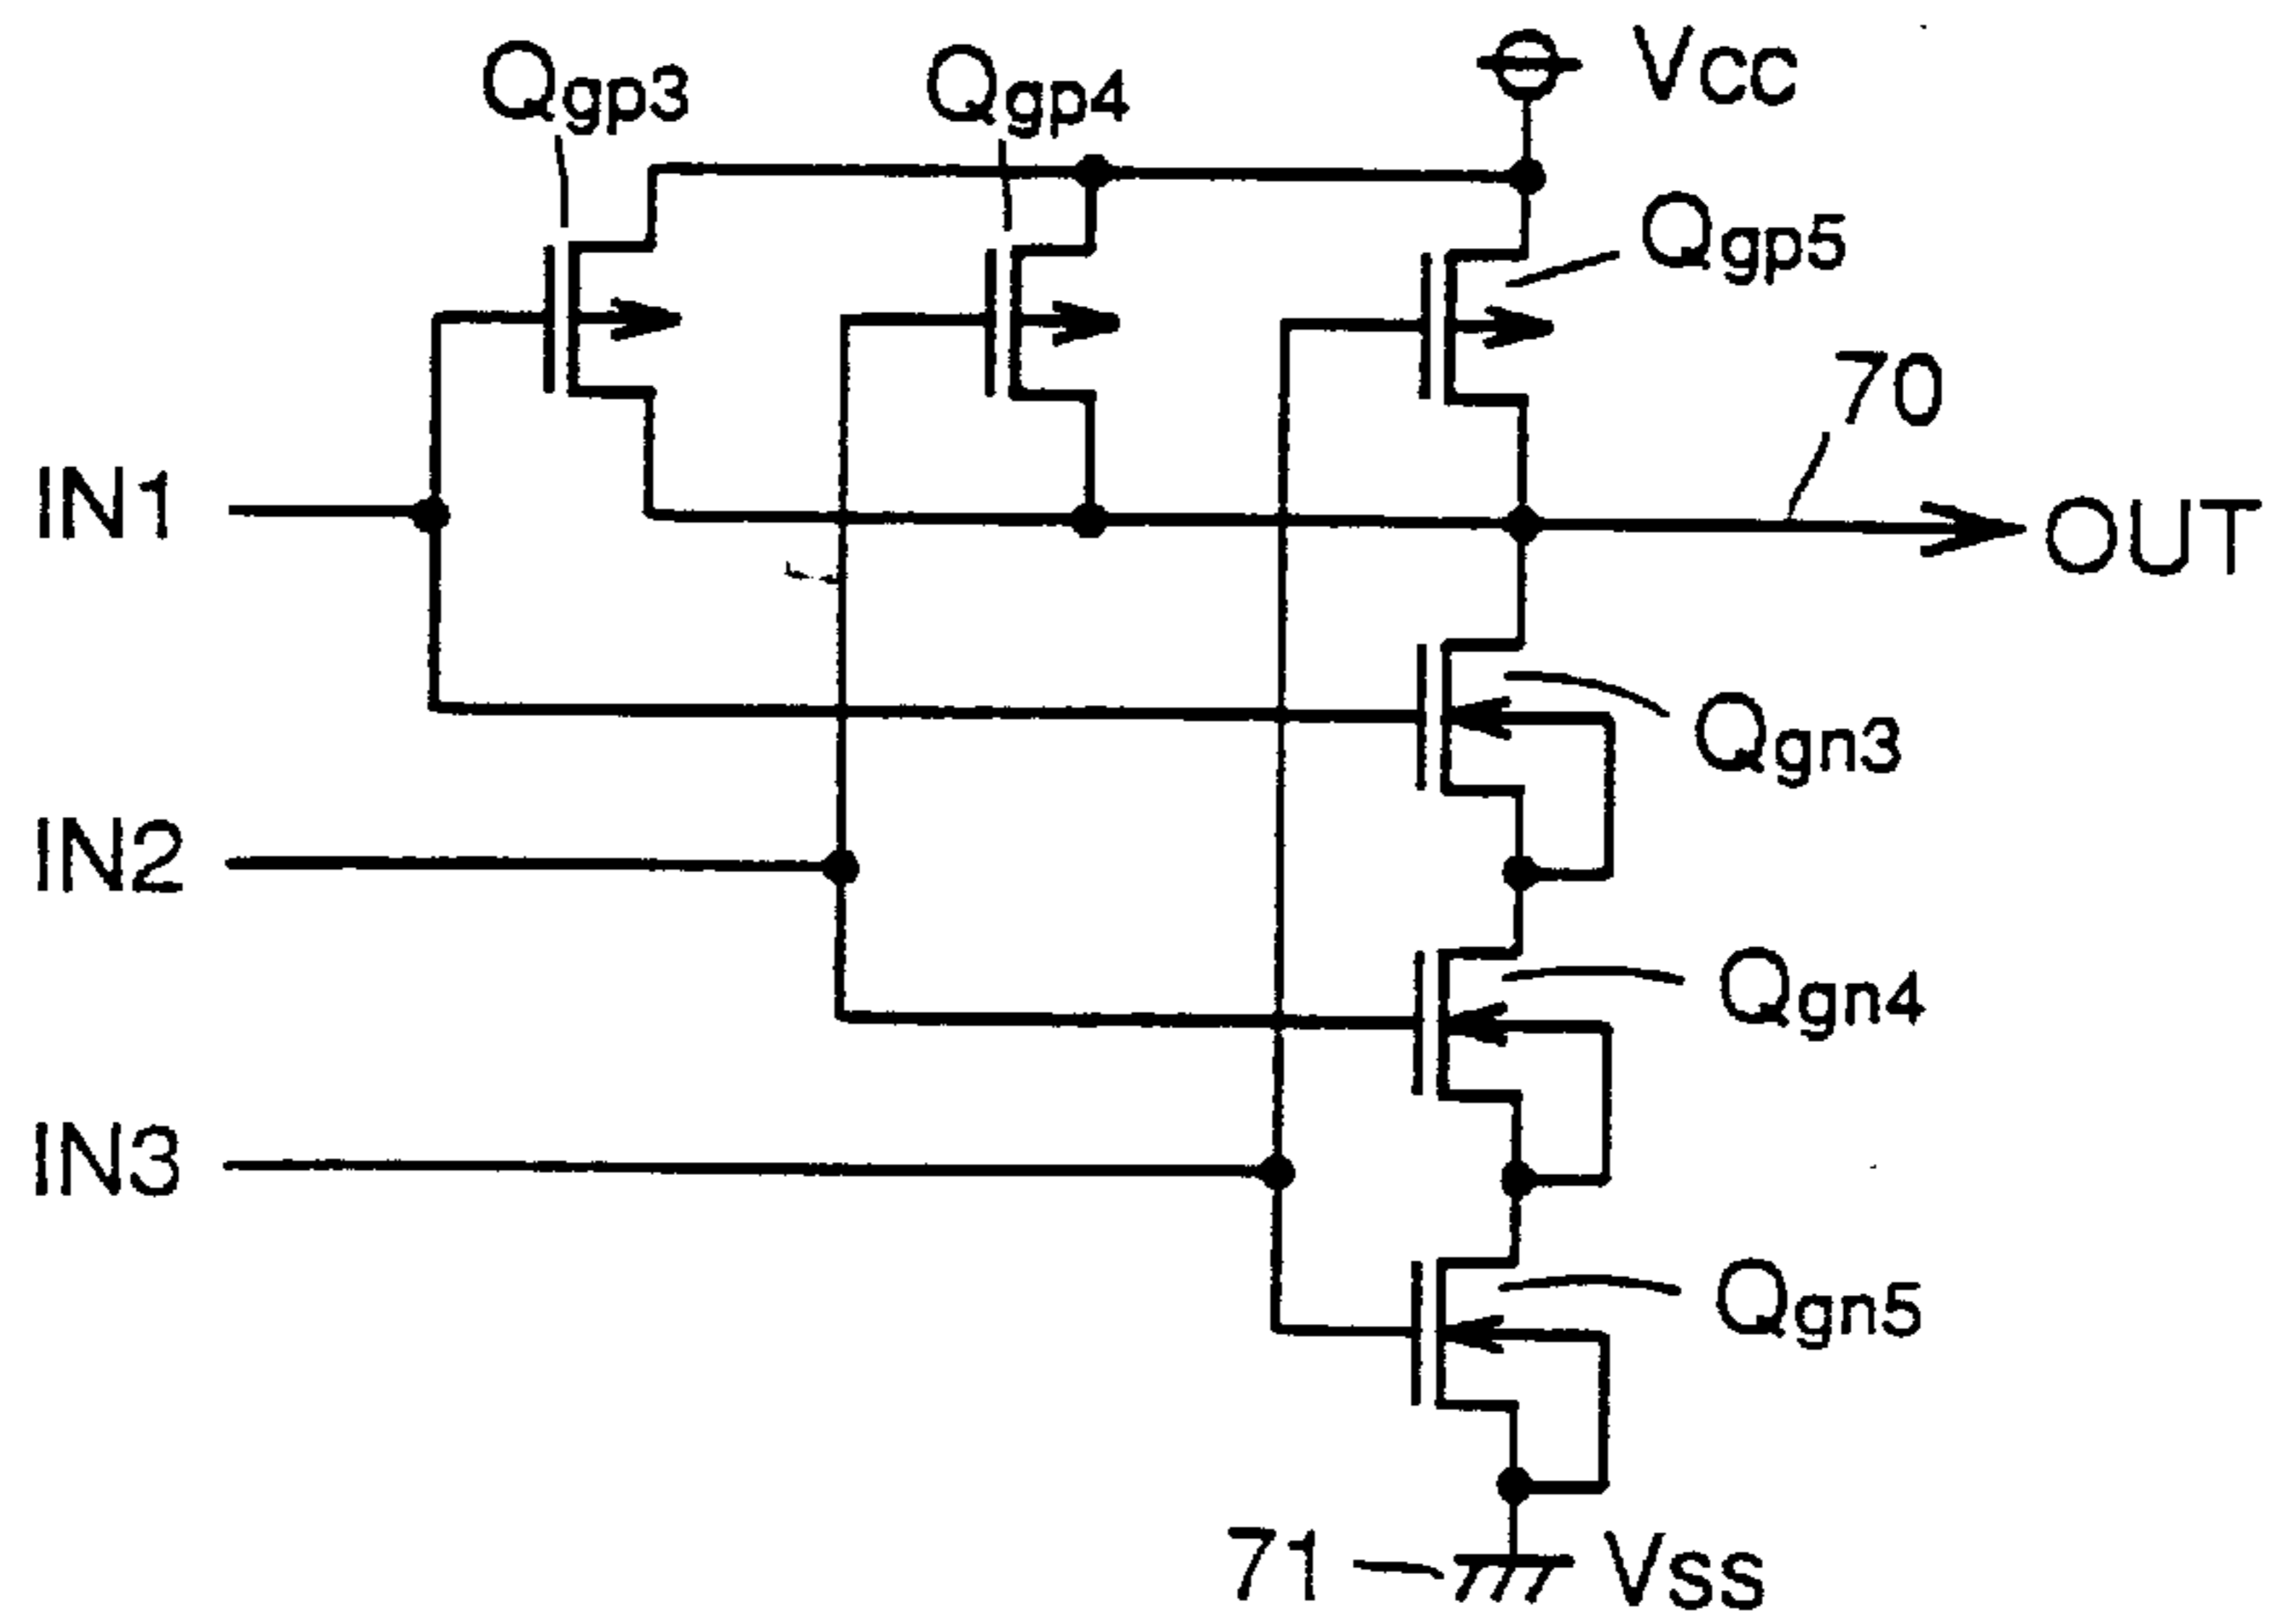 Qgp3
Qgp4
Vcc
Qgp5
70
IN1
OUT
Qgn3
IN2
Qgn4
IN3
Qgn5
71
Vss